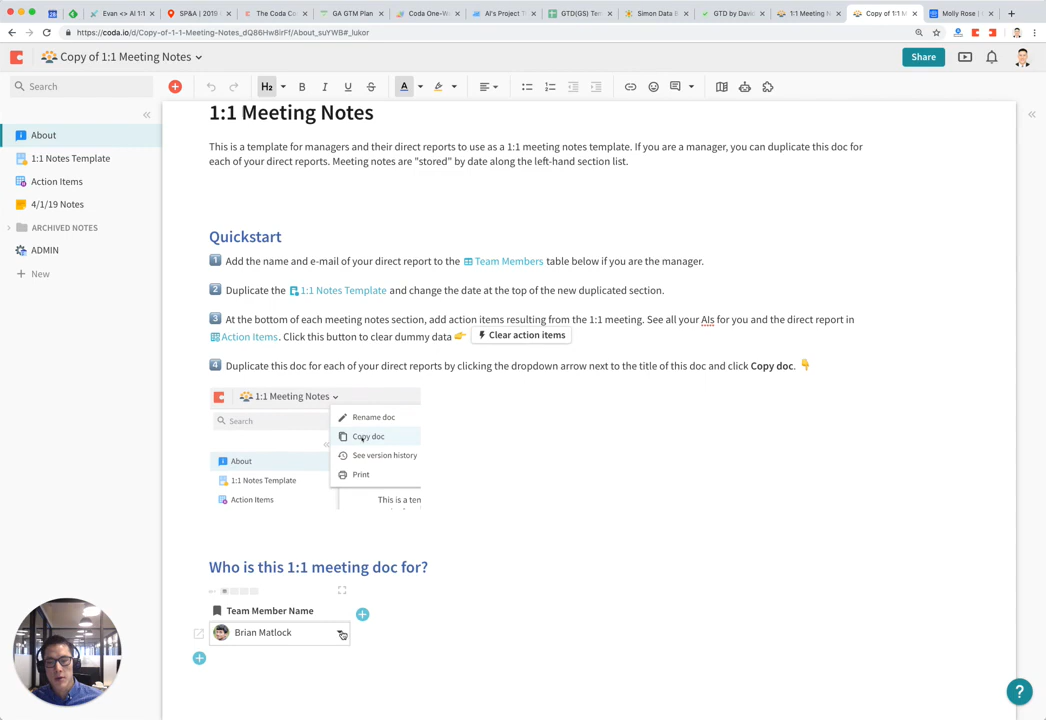 Evan <> AI 1:1
SP&A | 2019
The Coda Co
GA GTM Plan
Coda One-W
AI's Project T
GTD(GS) Tem
Simon Data B
GTD by David
1:1 Meeting N
Copy of 1:1 M
Molly Rose |
https://coda.io/d/Copy-of-1-1-Meeting-Notes_dQ86Hw8irFf/About_suYWB#_lukor
Copy of 1:1 Meeting Notes
Share
Search
H2 B I U S A
About
1:1 Notes Template
Action Items
4/1/19 Notes
ARCHIVED NOTES
ADMIN
New
1:1 Meeting Notes
This is a template for managers and their direct reports to use as a 1:1 meeting notes template. If you are a manager, you can duplicate this doc for
each of your direct reports. Meeting notes are "stored" by date along the left-hand section list.
Quickstart
1 Add the name and e-mail of your direct report to the Team Members table below if you are the manager.
2 Duplicate the 1:1 Notes Template and change the date at the top of the new duplicated section.
3 At the bottom of each meeting notes section, add action items resulting from the 1:1 meeting. See all your AIs for you and the direct report in
Action Items. Click this button to clear dummy data 👉 Clear action items
4 Duplicate this doc for each of your direct reports by clicking the dropdown arrow next to the title of this doc and click Copy doc. 👇
1:1 Meeting Notes
Search
Rename doc
Copy doc
See version history
Print
About
1:1 Notes Template
Action Items
This is a ten
Who is this 1:1 meeting doc for?
Team Member Name
Brian Matlock
?